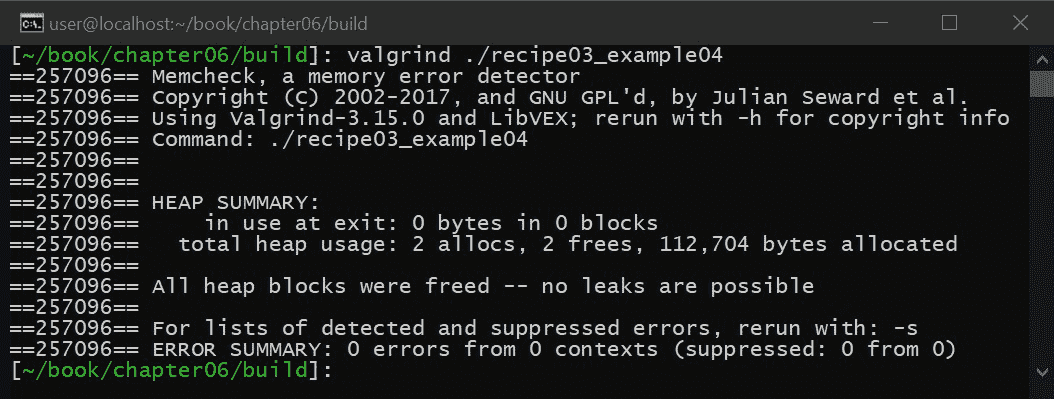 user@localhost:~/book/chapter06/build
[~/book/chapter06/build]: valgrind ./recipe03_example04
==257096== Memcheck, a memory error detector
==257096== Copyright (C) 2002-2017, and GNU GPL'd, by Julian Seward et al.
==257096== Using Valgrind-3.15.0 and LibVEX; rerun with -h for copyright info
==257096== Command: ./recipe03_example04
==257096==
==257096==
==257096== HEAP SUMMARY:
==257096==     in use at exit: 0 bytes in 0 blocks
==257096==   total heap usage: 2 allocs, 2 frees, 112,704 bytes allocated
==257096==
==257096== All heap blocks were freed -- no leaks are possible
==257096==
==257096== For lists of detected and suppressed errors, rerun with: -s
==257096== ERROR SUMMARY: 0 errors from 0 contexts (suppressed: 0 from 0)
[~/book/chapter06/build]: